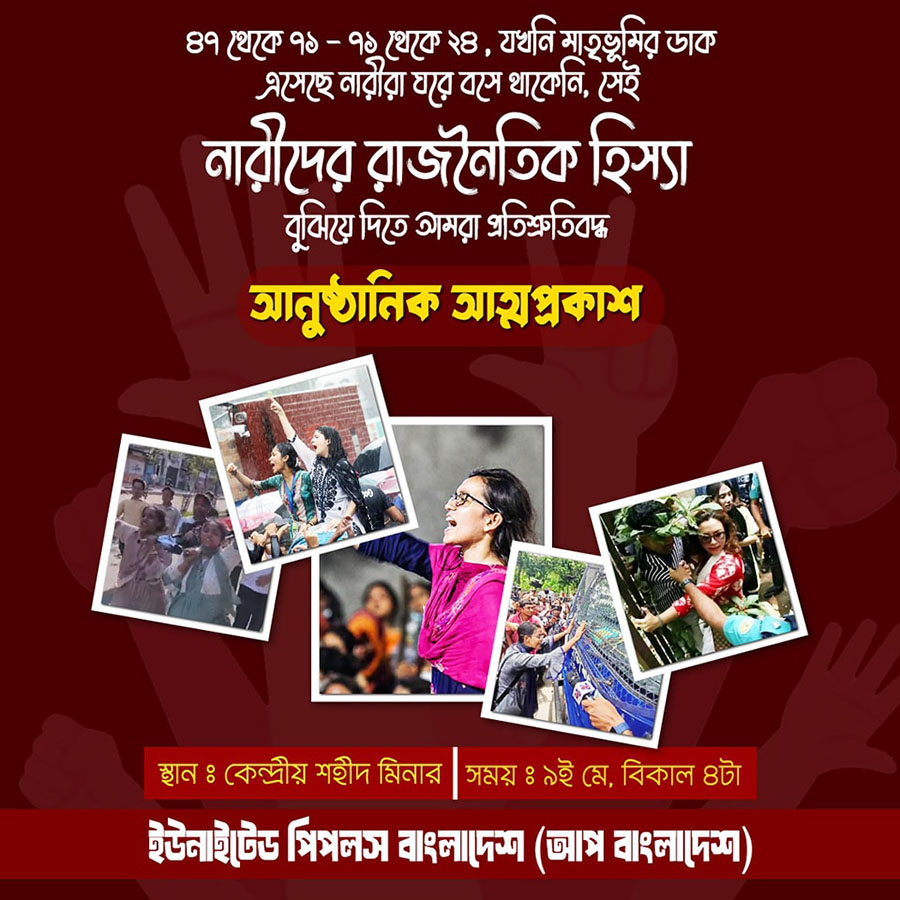 ৪৭ থেকে ৭১ – ৭১ থেকে ২৪ , যখনি মাতৃভূমির ডাক
এসেছে নারীরা ঘরে বসে থাকেনি, সেই
নারীদের রাজনৈতিক হিস্যা
বুঝিয়ে দিতে আমরা প্রতিশ্রুতিবদ্ধ
আনুষ্ঠানিক আত্মপ্রকাশ
স্থান ঃ কেন্দ্রীয় শহীদ মিনার | সময় ঃ ৯ই মে, বিকাল ৪টা
ইউনাইটেড পিপলস বাংলাদেশ (আপ বাংলাদেশ)